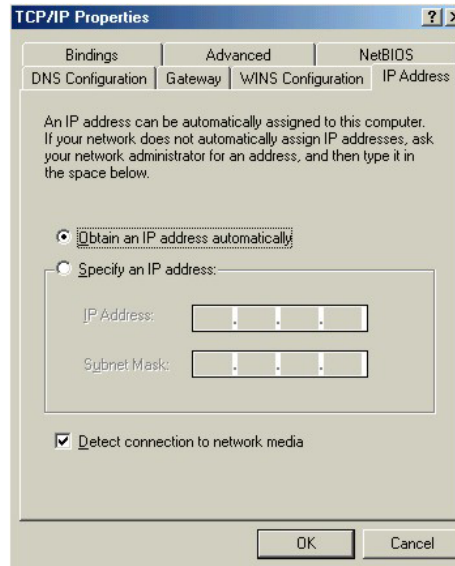 TCP/IP Properties
Bindings Advanced NetBIOS
DNS Configuration Gateway WINS Configuration IP Address
An IP address can be automatically assigned to this computer.
If your network does not automatically assign IP addresses, ask
your network administrator for an address, and then type it in
the space below.
Obtain an IP address automatically
Specify an IP address:
IP Address:
Subnet Mask:
Detect connection to network media
OK Cancel